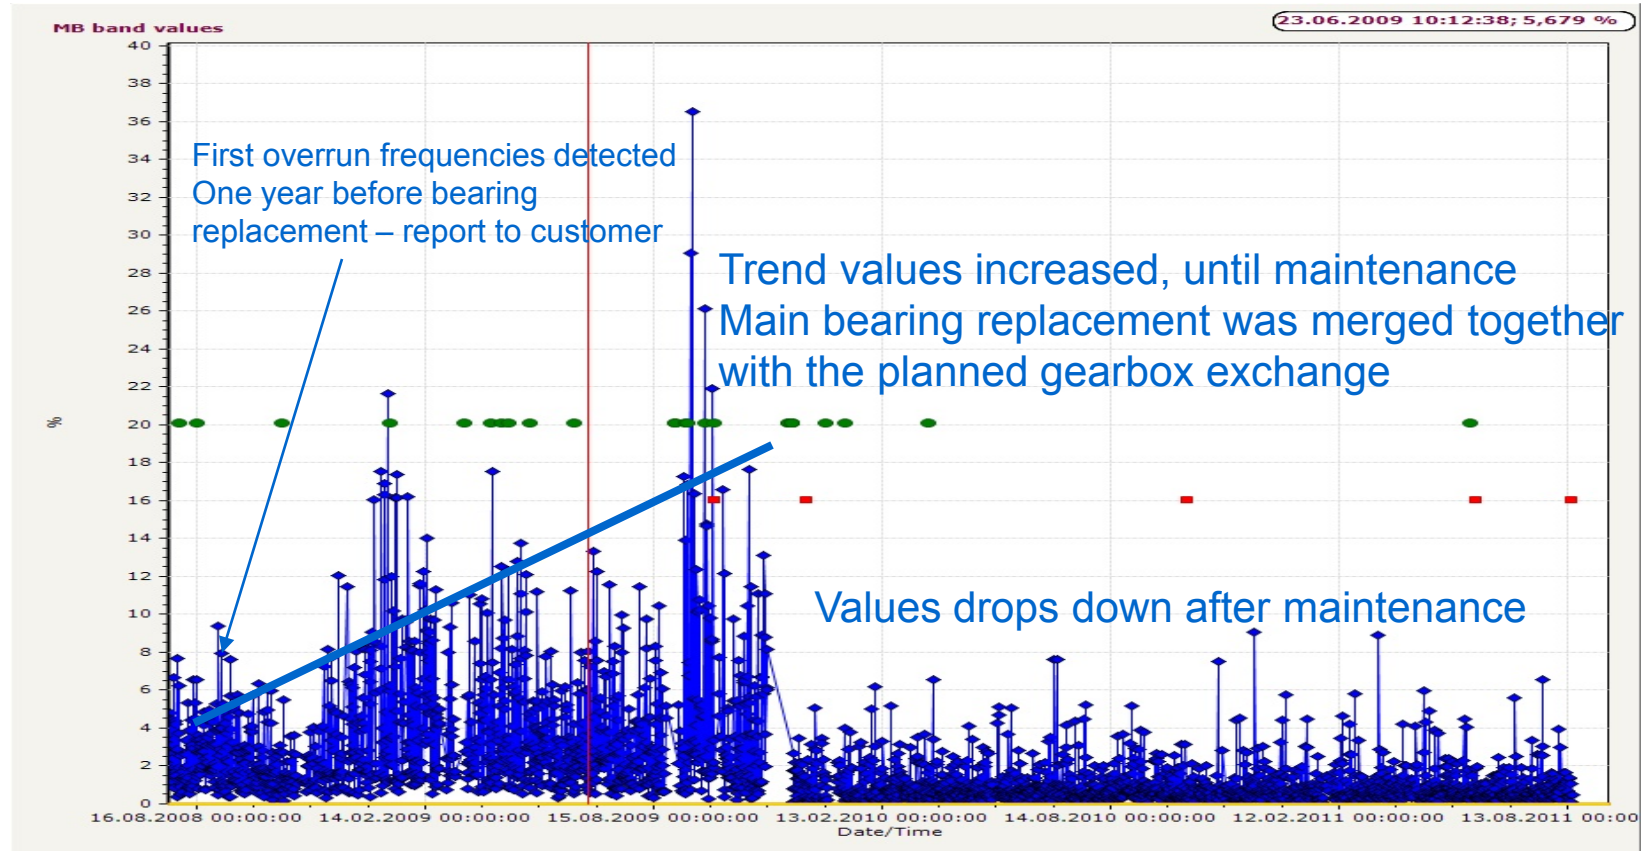 MB band values
23.06.2009 10:12:38; 5,679 %
40
38
36
34
32
30
28
26
24
22
20
18
16
14
12
10
8
6
4
2
0
%
First overrun frequencies detected
One year before bearing
replacement – report to customer
Trend values increased, until maintenance
Main bearing replacement was merged together
with the planned gearbox exchange
Values drops down after maintenance
16.08.2008 00:00:00 14.02.2009 00:00:00 15.08.2009 00:00:00 13.02.2010 00:00:00 14.08.2010 00:00:00 12.02.2011 00:00:00 13.08.2011 00:00
Date/Time